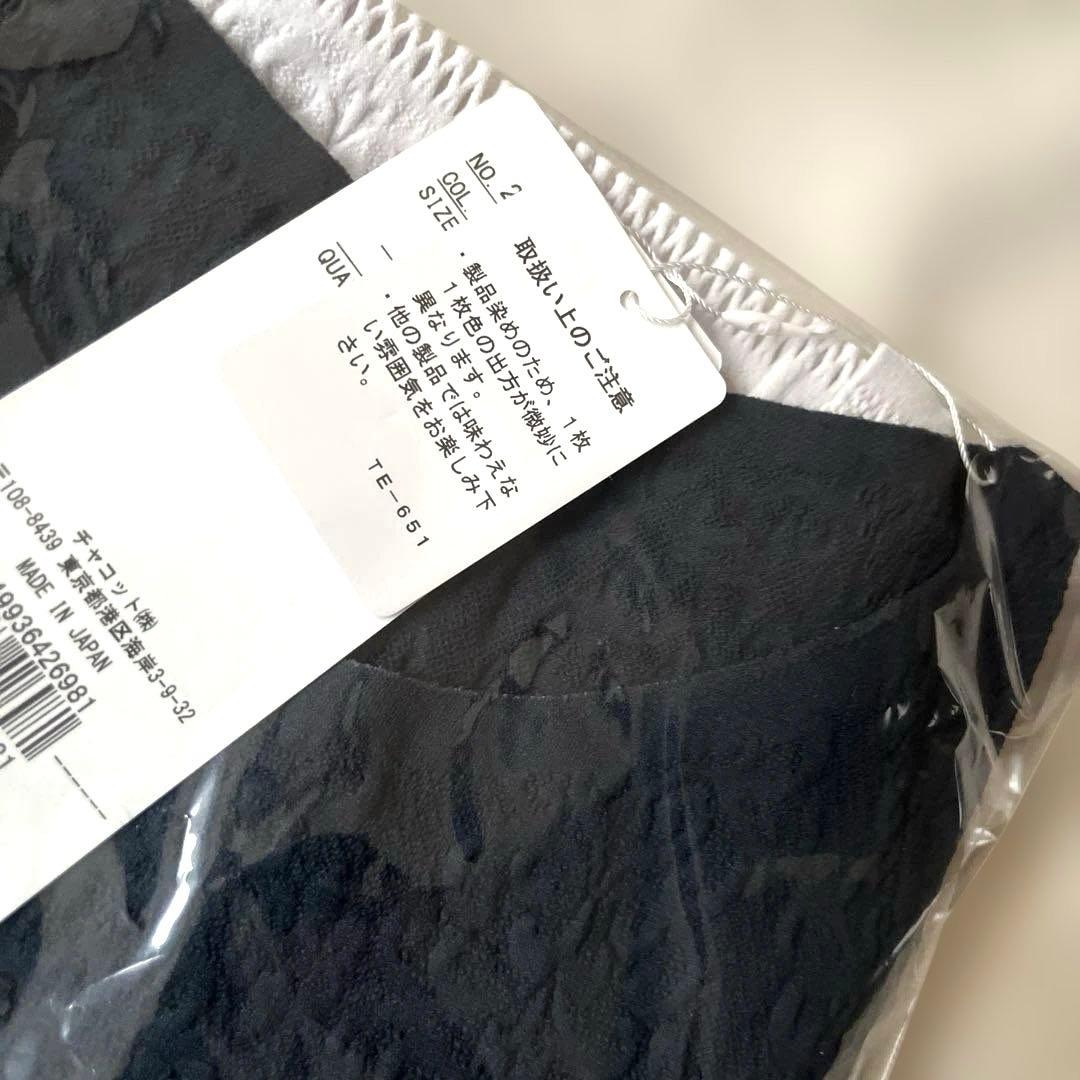 NO. 2
COL.
SIZE
QUA
取扱い上のご注意
・製品染めのため、1枚
1枚色の出方が微妙に
異なります。
・他の製品では味わえな
い雰囲気をお楽しみ下
さい。
TE-651
チャコット㈱
〒108-8439 東京都港区海岸3-9-32
MADE IN JAPAN